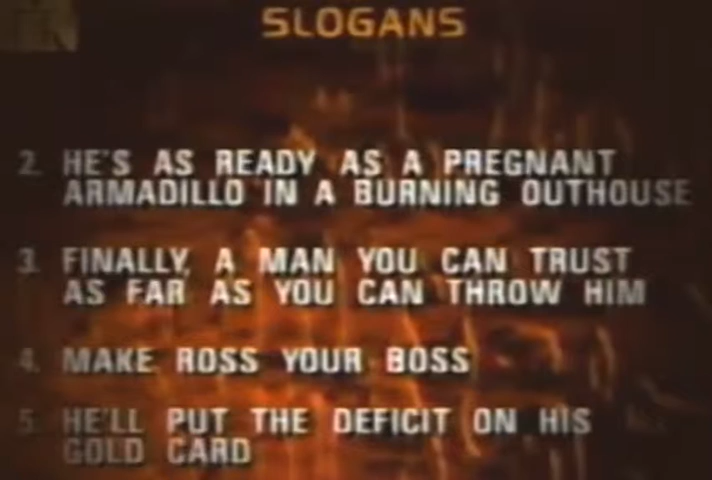 SLOGANS
2. HE'S AS READY AS A PREGNANT
ARMADILLO IN A BURNING OUTHOUSE
3. FINALLY, A MAN YOU CAN TRUST
AS FAR AS YOU CAN THROW HIM
4. MAKE ROSS YOUR BOSS
5. HE'LL PUT THE DEFICIT ON HIS
GOLD CARD